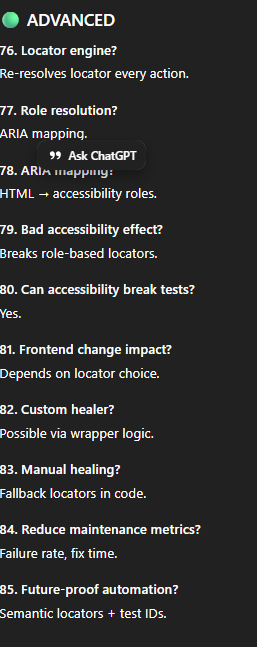 ADVANCED
76. Locator engine?
Re-resolves locator every action.
77. Role resolution?
ARIA mapping.
Ask ChatGPT
78. ARIA mapping?
HTML → accessibility roles.
79. Bad accessibility effect?
Breaks role-based locators.
80. Can accessibility break tests?
Yes.
81. Frontend change impact?
Depends on locator choice.
82. Custom healer?
Possible via wrapper logic.
83. Manual healing?
Fallback locators in code.
84. Reduce maintenance metrics?
Failure rate, fix time.
85. Future-proof automation?
Semantic locators + test IDs.